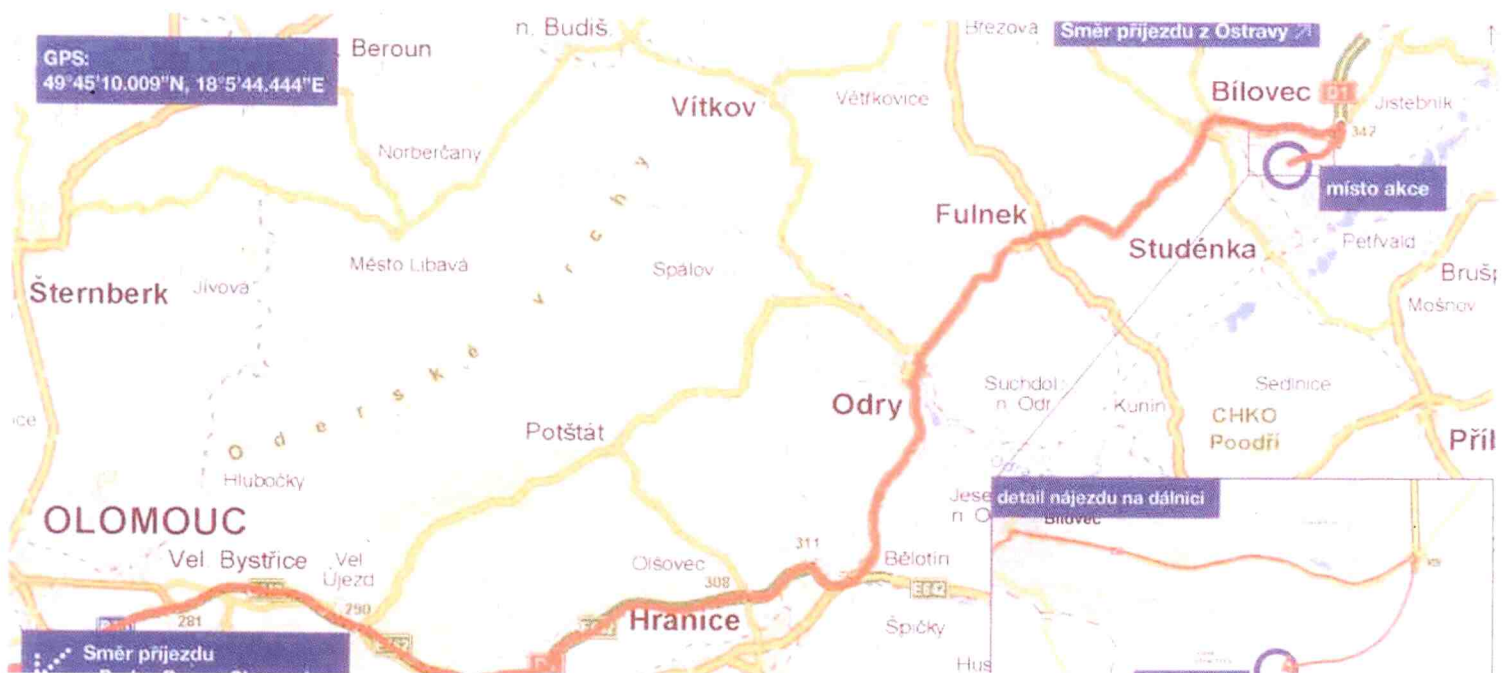 GPS:
49°45'10.009"N, 18°5'44.444"E
Beroun
n. Budiš.
Březova
Směr příjezdu z Ostravy
Bílovec
D1
Jistebník
347
Vítkov
Větřkovice
Norberčany
místo akce
Fulnek
Studénka
Petřvald
Šternberk
Jívová
Město Libavá
Spálov
Oderské vrchy
Mošnov
Odry
Suchdol
n. Odr.
Kunín
Sedlnice
CHKO
Poodří
Potštát
Hlubočky
detail nájezdu na dálnici
Bílovec
OLOMOUC
Vel. Bystřice
Vel.
Újezd
Olšovec
311
308
Bělotín
E462
290
281
Hranice
Špičky
Směr příjezdu